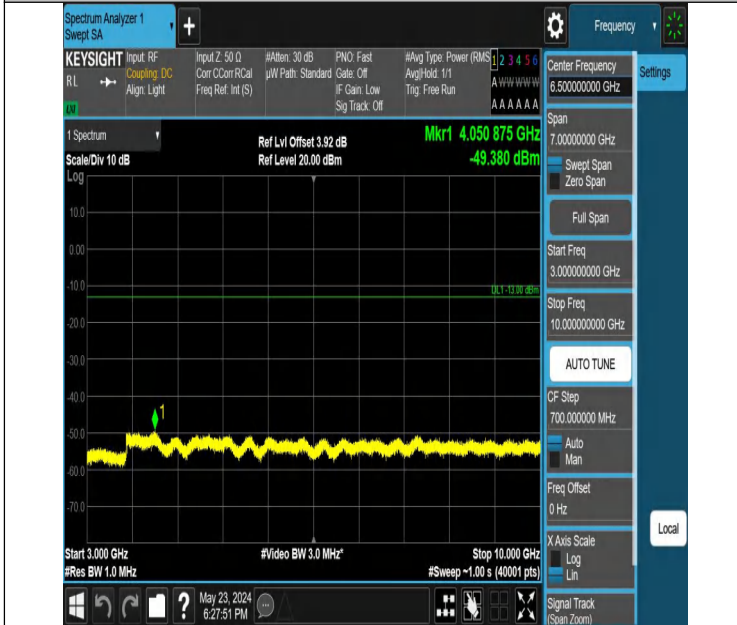 Spectrum Analyzer 1
Swept SA
+
Frequency
KEYSIGHT
RL
Input: RF
Coupling: DC
Align: Light
Input Z: 50 Ω
Corr CCorr RCal
Freq Ref: Int (S)
#Atten: 30 dB
µW Path: Standard
PNO: Fast
Gate: Off
IF Gain: Low
Sig Track: Off
#Avg Type: Power (RMS
Avg|Hold: 1/1
Trig: Free Run
1 2 3 4 5 6
A W W W W W
A A A A A A
1 Spectrum
Scale/Div 10 dB
Log
Ref Lvl Offset 3.92 dB
Ref Level 20.00 dBm
Mkr1 4.050 875 GHz
-49.380 dBm
10.0
0.00
-10.0
DL1 -13.00 dBm
-20.0
-30.0
-40.0
1
-50.0
-60.0
-70.0
Start 3.000 GHz
#Res BW 1.0 MHz
#Video BW 3.0 MHz*
Stop 10.000 GHz
#Sweep ~1.00 s (40001 pts)
?
May 23, 2024
6:27:51 PM
Center Frequency
6.500000000 GHz
Settings
Span
7.00000000 GHz
Swept Span
Zero Span
Full Span
Start Freq
3.000000000 GHz
Stop Freq
10.000000000 GHz
AUTO TUNE
CF Step
700.000000 MHz
Auto
Man
Freq Offset
0 Hz
Local
X Axis Scale
Log
Lin
Signal Track
(Span Zoom)